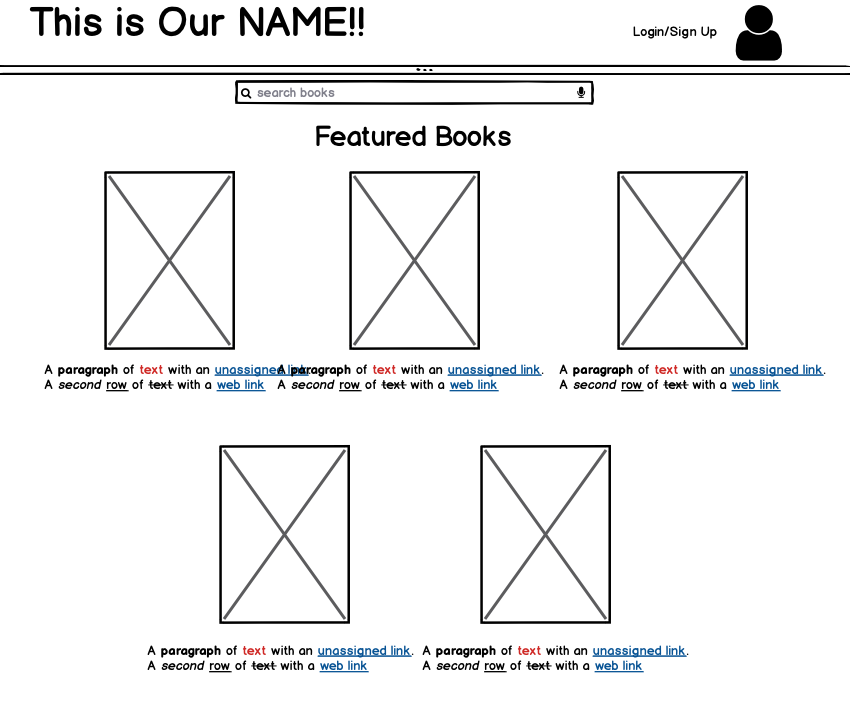 This is Our NAME!!
Login/Sign Up
search books
Featured Books
A paragraph of text with an unassigned link.
A second row of text with a web link
A paragraph of text with an unassigned link.
A second row of text with a web link
A paragraph of text with an unassigned link.
A second row of text with a web link
A paragraph of text with an unassigned link.
A second row of text with a web link
A paragraph of text with an unassigned link.
A second row of text with a web link